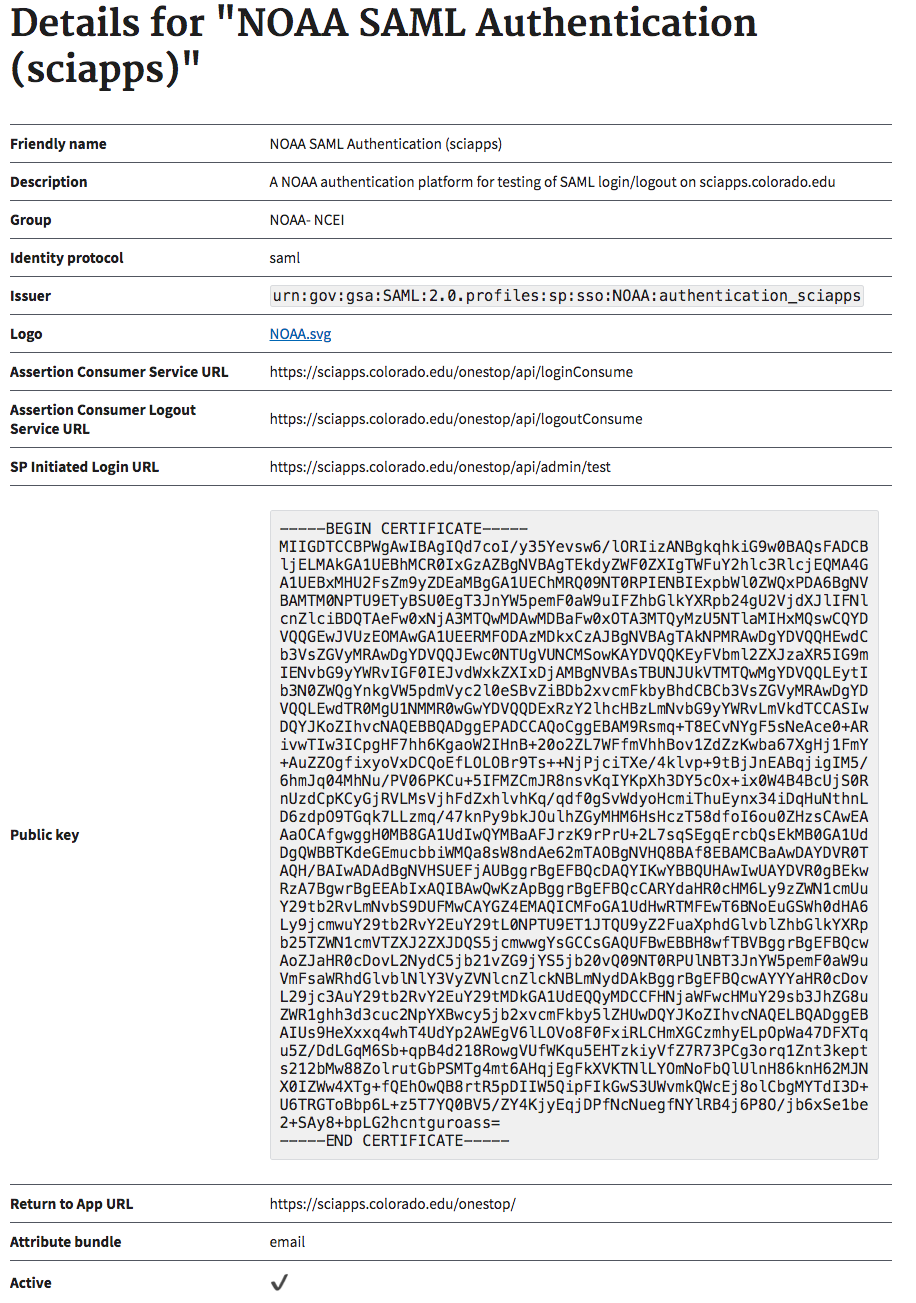 Details for "NOAA SAML Authentication
(sciapps)"
Friendly name NOAA SAML Authentication (sciapps)
Description A NOAA authentication platform for testing of SAML login/logout on sciapps.colorado.edu
Group NOAA- NCEI
Identity protocol saml
Issuer urn:gov:gsa:SAML:2.0.profiles:sp:sso:NOAA:authentication_sciapps
Logo NOAA.svg
Assertion Consumer Service URL https://sciapps.colorado.edu/onestop/api/loginConsume
Assertion Consumer Logout
Service URL https://sciapps.colorado.edu/onestop/api/logoutConsume
SP Initiated Login URL https://sciapps.colorado.edu/onestop/api/admin/test
Public key
-----BEGIN CERTIFICATE-----
MIIGDTCCBPWgAwIBAgIQd7coI/y35Yevsw6/lORIizANBgkqhkiG9w0BAQsFADCB
ljELMAkGA1UEBhMCR0IxGzAZBgNVBAgTEkdyZWF0ZXIgTWFuY2hlc3RlcjEQMA4G
A1UEBxMHU2FsZm9yZDEaMBgGA1UEChMRQ09NT0RPIENBIExpbWl0ZWQxPDA6BgNV
BAMTM0NPTU9ETyBSU0EgT3JnYW5pemF0aW9uIFZhbGlkYXRpb24gU2VjdXJlIFNl
cnZlciBDQTAeFw0xNjA3MTQwMDAwMDBaFw0xOTA3MTQyMzU5NTlaMIHxMQswCQYD
VQQGEwJVUzEOMAwGA1UEERMFODAzMDkxCzAJBgNVBAgTAkNPMRAwDgYDVQQHEwdC
b3VsZGVyMRAwDgYDVQQJEwc0NTUgVUNCMSowKAYDVQQKEyFVbml2ZXJzaXR5IG9m
IENvbG9yYWRvIGF0IEJvdWxkZXIxDjAMBgNVBAsTBUNJUkVTMTQwMgYDVQQLEytI
b3N0ZWQgYnkgVW5pdmVyc2l0eSBvZiBDb2xvcmFkbyBhdCBCb3VsZGVyMRAwDgYD
VQQLEwdTR0MgU1NMMR0wGwYDVQQDExRzY2lhcHBzLmNvbG9yYWRvLmVkdTCCASIw
DQYJKoZIhvcNAQEBBQADggEPADCCAQoCggEBAM9Rsmq+T8ECvNYgF5sNeAce0+AR
ivwTIw3ICpgHF7hh6KgaoW2IHnB+20o2ZL7WFfmVhhBov1ZdZzKwba67XgHj1FmY
+AuZZOgfixyoVxDCQoEfLOLOBr9Ts++NjPjciTXe/4klvp+9tBjJnEABqjigIM5/
6hmJq04MhNu/PV06PKCu+5IFMZCmJR8nsvKqIYKpXh3DY5cOx+ix0W4B4BcUjS0R
nUzdCpKCyGjRVLMsVjhFdZxhlvhKq/qdf0gSvWdyoHcmiThuEynx34iDqHuNthnL
D6zdpO9TGqk7LLzmq/47knPy9bkJOulhZGyMHM6HsHczT58dfoI6ou0ZHzsCAwEA
AaOCAfgwggH0MB8GA1UdIwQYMBaAFJrzK9rPrU+2L7sqSEgqErcbQsEkMB0GA1Ud
DgQWBBTKdeGEmucbbiWMQa8sW8ndAe62mTAOBgNVHQ8BAf8EBAMCBaAwDAYDVR0T
AQH/BAIwADAdBgNVHSUEFjAUBggrBgEFBQcDAQYIKwYBBQUHAwIwUAYDVR0gBEkw
RzA7BgwrBgEEAbIxAQIBAwQwKzApBggrBgEFBQcCARYdaHR0cHM6Ly9zZWN1cmUu
Y29tb2RvLmNvbS9DUFMwCAYGZ4EMAQICMFoGA1UdHwRTMFEwT6BNoEuGSWh0dHA6
Ly9jcmwuY29tb2RvY2EuY29tL0NPTU9ET1JTQU9yZ2FuaXphdGlvblZhbGlkYXRp
b25TZWN1cmVTZXJ2ZXJDQS5jcmwwgYsGCCsGAQUFBwEBBH8wfTBVBggrBgEFBQcw
AoZJaHR0cDovL2NydC5jb21vZG9jYS5jb20vQ09NT0RPUlNBT3JnYW5pemF0aW9u
VmFsaWRhdGlvblNlY3VyZVNlcnZlckNBLmNydDAkBggrBgEFBQcwAYYYaHR0cDov
L29jc3AuY29tb2RvY2EuY29tMDkGA1UdEQQyMDCCFHNjaWFwcHMuY29sb3JhZG8u
ZWR1ghh3d3cuc2NpYXBwcy5jb2xvcmFkby5lZHUwDQYJKoZIhvcNAQELBQADggEB
AIUs9HeXxxq4whT4UdYp2AWEgV6lLOVo8F0FxiRLCHmXGCzmhyELpOpWa47DFXTq
u5Z/DdLGqM6Sb+qpB4d218RowgVUfWKqu5EHTzkiyVfZ7R73PCg3orq1Znt3kept
s212bMw88ZolrutGbPSMTg4mt6AHqjEgFkXVKTNlLYOmNoFbQlUlnH86knH62MJN
X0IZWw4XTg+fQEhOwQB8rtR5pDIIW5QipFIkGwS3UWvmkQWcEj8olCbgMYTdI3D+
U6TRGToBbp6L+z5T7YQ0BV5/ZY4KjyEqjDPfNcNuegfNYlRB4j6P8O/jb6xSe1be
2+SAy8+bpLG2hcntguroass=
-----END CERTIFICATE-----
Return to App URL https://sciapps.colorado.edu/onestop/
Attribute bundle email
Active ✓